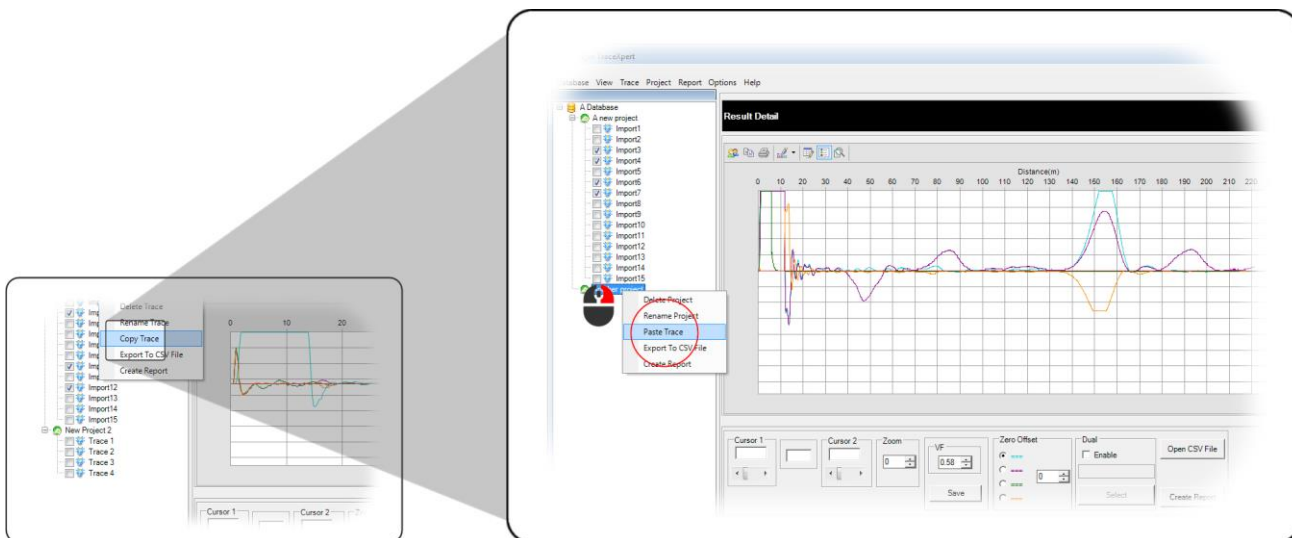 TraceXpert
View Trace Project Report Options Help
A Database
A new project
Import1
Import2
Import3
Import4
Import5
Import6
Import7
Import8
Import9
Import10
Import11
Import12
Import13
Import14
Import15
project
Delete Project
Rename Project
Paste Trace
Export To CSV File
Create Report
Result Detail
Distance(m)
0 10 20 30 40 50 60 70 80 90 100 110 120 130 140 150 160 170 180 190 200 210 220
Cursor 1
Cursor 2
Zoom
0
VF
0.58
Save
Zero Offset
0
Dual
Enable
Select
Open CSV File
Create Report
Delete Trace
Rename Trace
Copy Trace
Export To CSV File
Create Report
Import12
Import13
Import14
Import15
New Project 2
Trace 1
Trace 2
Trace 3
Trace 4
0 10 20
Cursor 1
Cursor 2